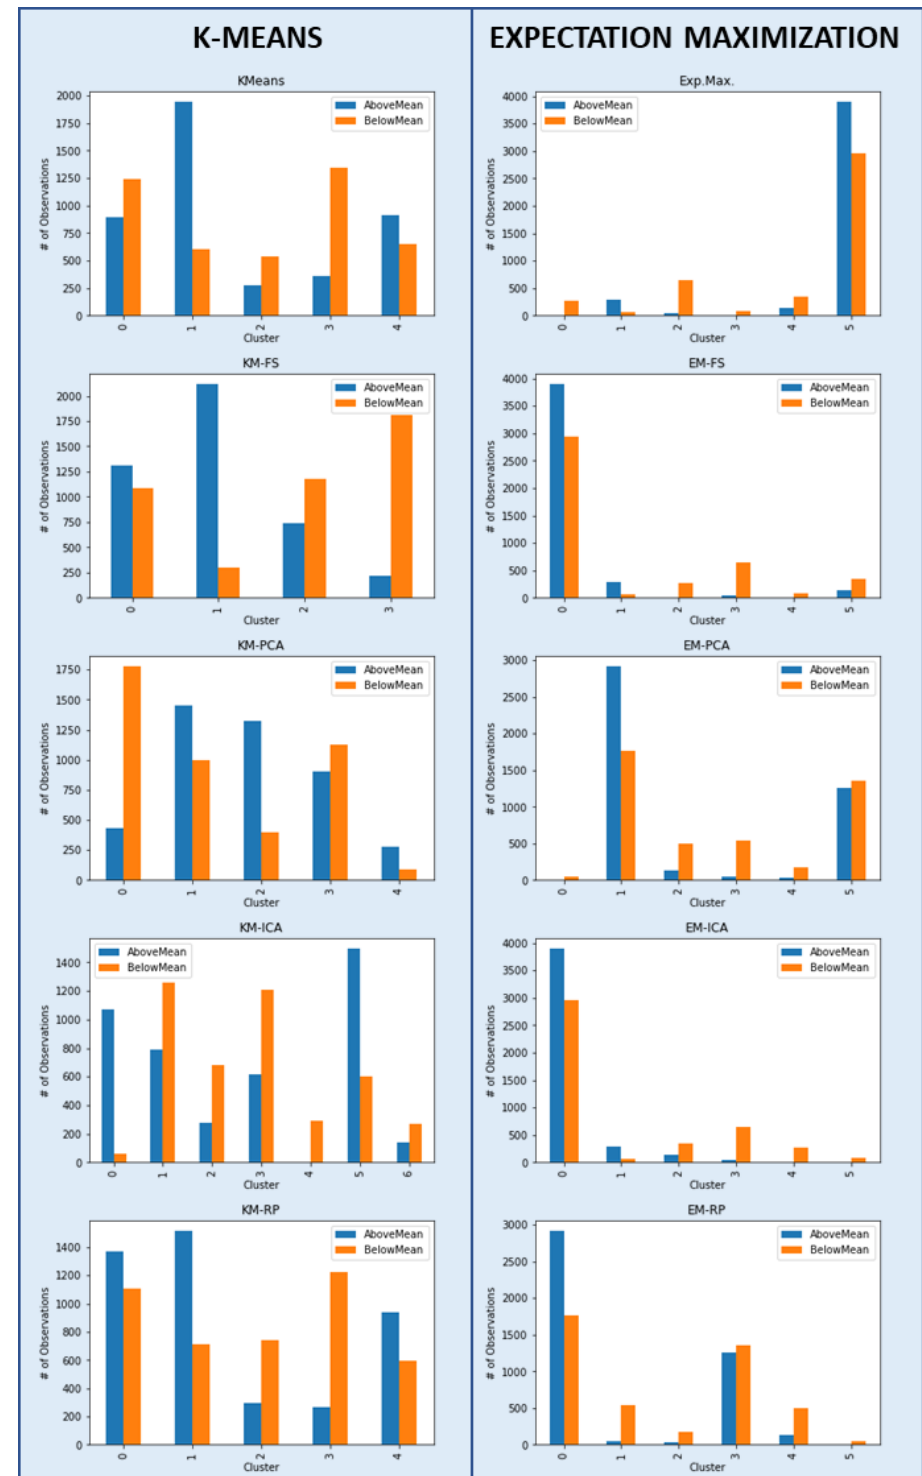 K-MEANS
EXPECTATION MAXIMIZATION
KMeans
2000
1750
1500
1250
1000
750
500
250
0
# of Observations
AboveMean
BelowMean
0 1 2 3 4
Cluster
Exp.Max.
4000
3500
3000
2500
2000
1500
1000
500
0
# of Observations
AboveMean
BelowMean
0 1 2 3 4 5
Cluster
KM-FS
2000
1750
1500
1250
1000
750
500
250
0
# of Observations
AboveMean
BelowMean
0 1 2 3
Cluster
EM-FS
4000
3500
3000
2500
2000
1500
1000
500
0
# of Observations
AboveMean
BelowMean
0 1 2 3 4 5
Cluster
KM-PCA
1750
1500
1250
1000
750
500
250
0
# of Observations
AboveMean
BelowMean
0 1 2 3 4
Cluster
EM-PCA
3000
2500
2000
1500
1000
500
0
# of Observations
AboveMean
BelowMean
0 1 2 3 4 5
Cluster
KM-ICA
1400
1200
1000
800
600
400
200
0
# of Observations
AboveMean
BelowMean
0 1 2 3 4 5 6
Cluster
EM-ICA
4000
3500
3000
2500
2000
1500
1000
500
0
# of Observations
AboveMean
BelowMean
0 1 2 3 4 5
Cluster
KM-RP
1400
1200
1000
800
600
400
200
0
# of Observations
AboveMean
BelowMean
0 1 2 3 4
Cluster
EM-RP
3000
2500
2000
1500
1000
500
0
# of Observations
AboveMean
BelowMean
0 1 2 3 4 5
Cluster